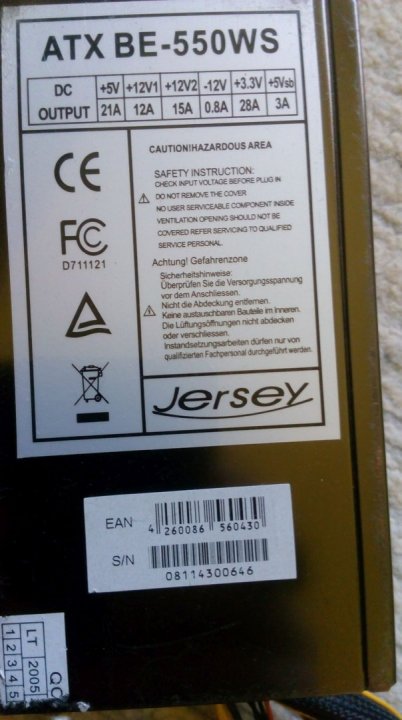 ATX BE-550WS
DC OUTPUT +5V +12V1 +12V2 -12V +3.3V +5Vsb
21A 12A 15A 0.8A 28A 3A
CE
FC
D711121
CAUTION!HAZARDOUS AREA
SAFETY INSTRUCTION:
CHECK INPUT VOLTAGE BEFORE PLUG IN
DO NOT REMOVE THE COVER
NO USER SERVICEABLE COMPONENT INSIDE
VENTILATION OPENING SHOULD NOT BE
COVERED REFER SERVICING TO QUALIFIED
SERVICE PERSONAL.
Achtung! Gefahrenzone
Sicherheitshinweise:
Überprüfen Sie die Versorgungsspannung
vor dem Anschliessen.
Nicht die Abdeckung entfernen.
Keine austauschbaren Bauteile im Inneren.
Die Lüftungsöffnungen nicht abdecken
oder verschliessen.
Instandsetzungsarbeiten dürfen nur von
qualifizierten Fachpersonal durchgeführt werden.
Jersey
EAN
4 260086 560430
S/N
08114300646
LT 2005
QC
1 2 3 4 5